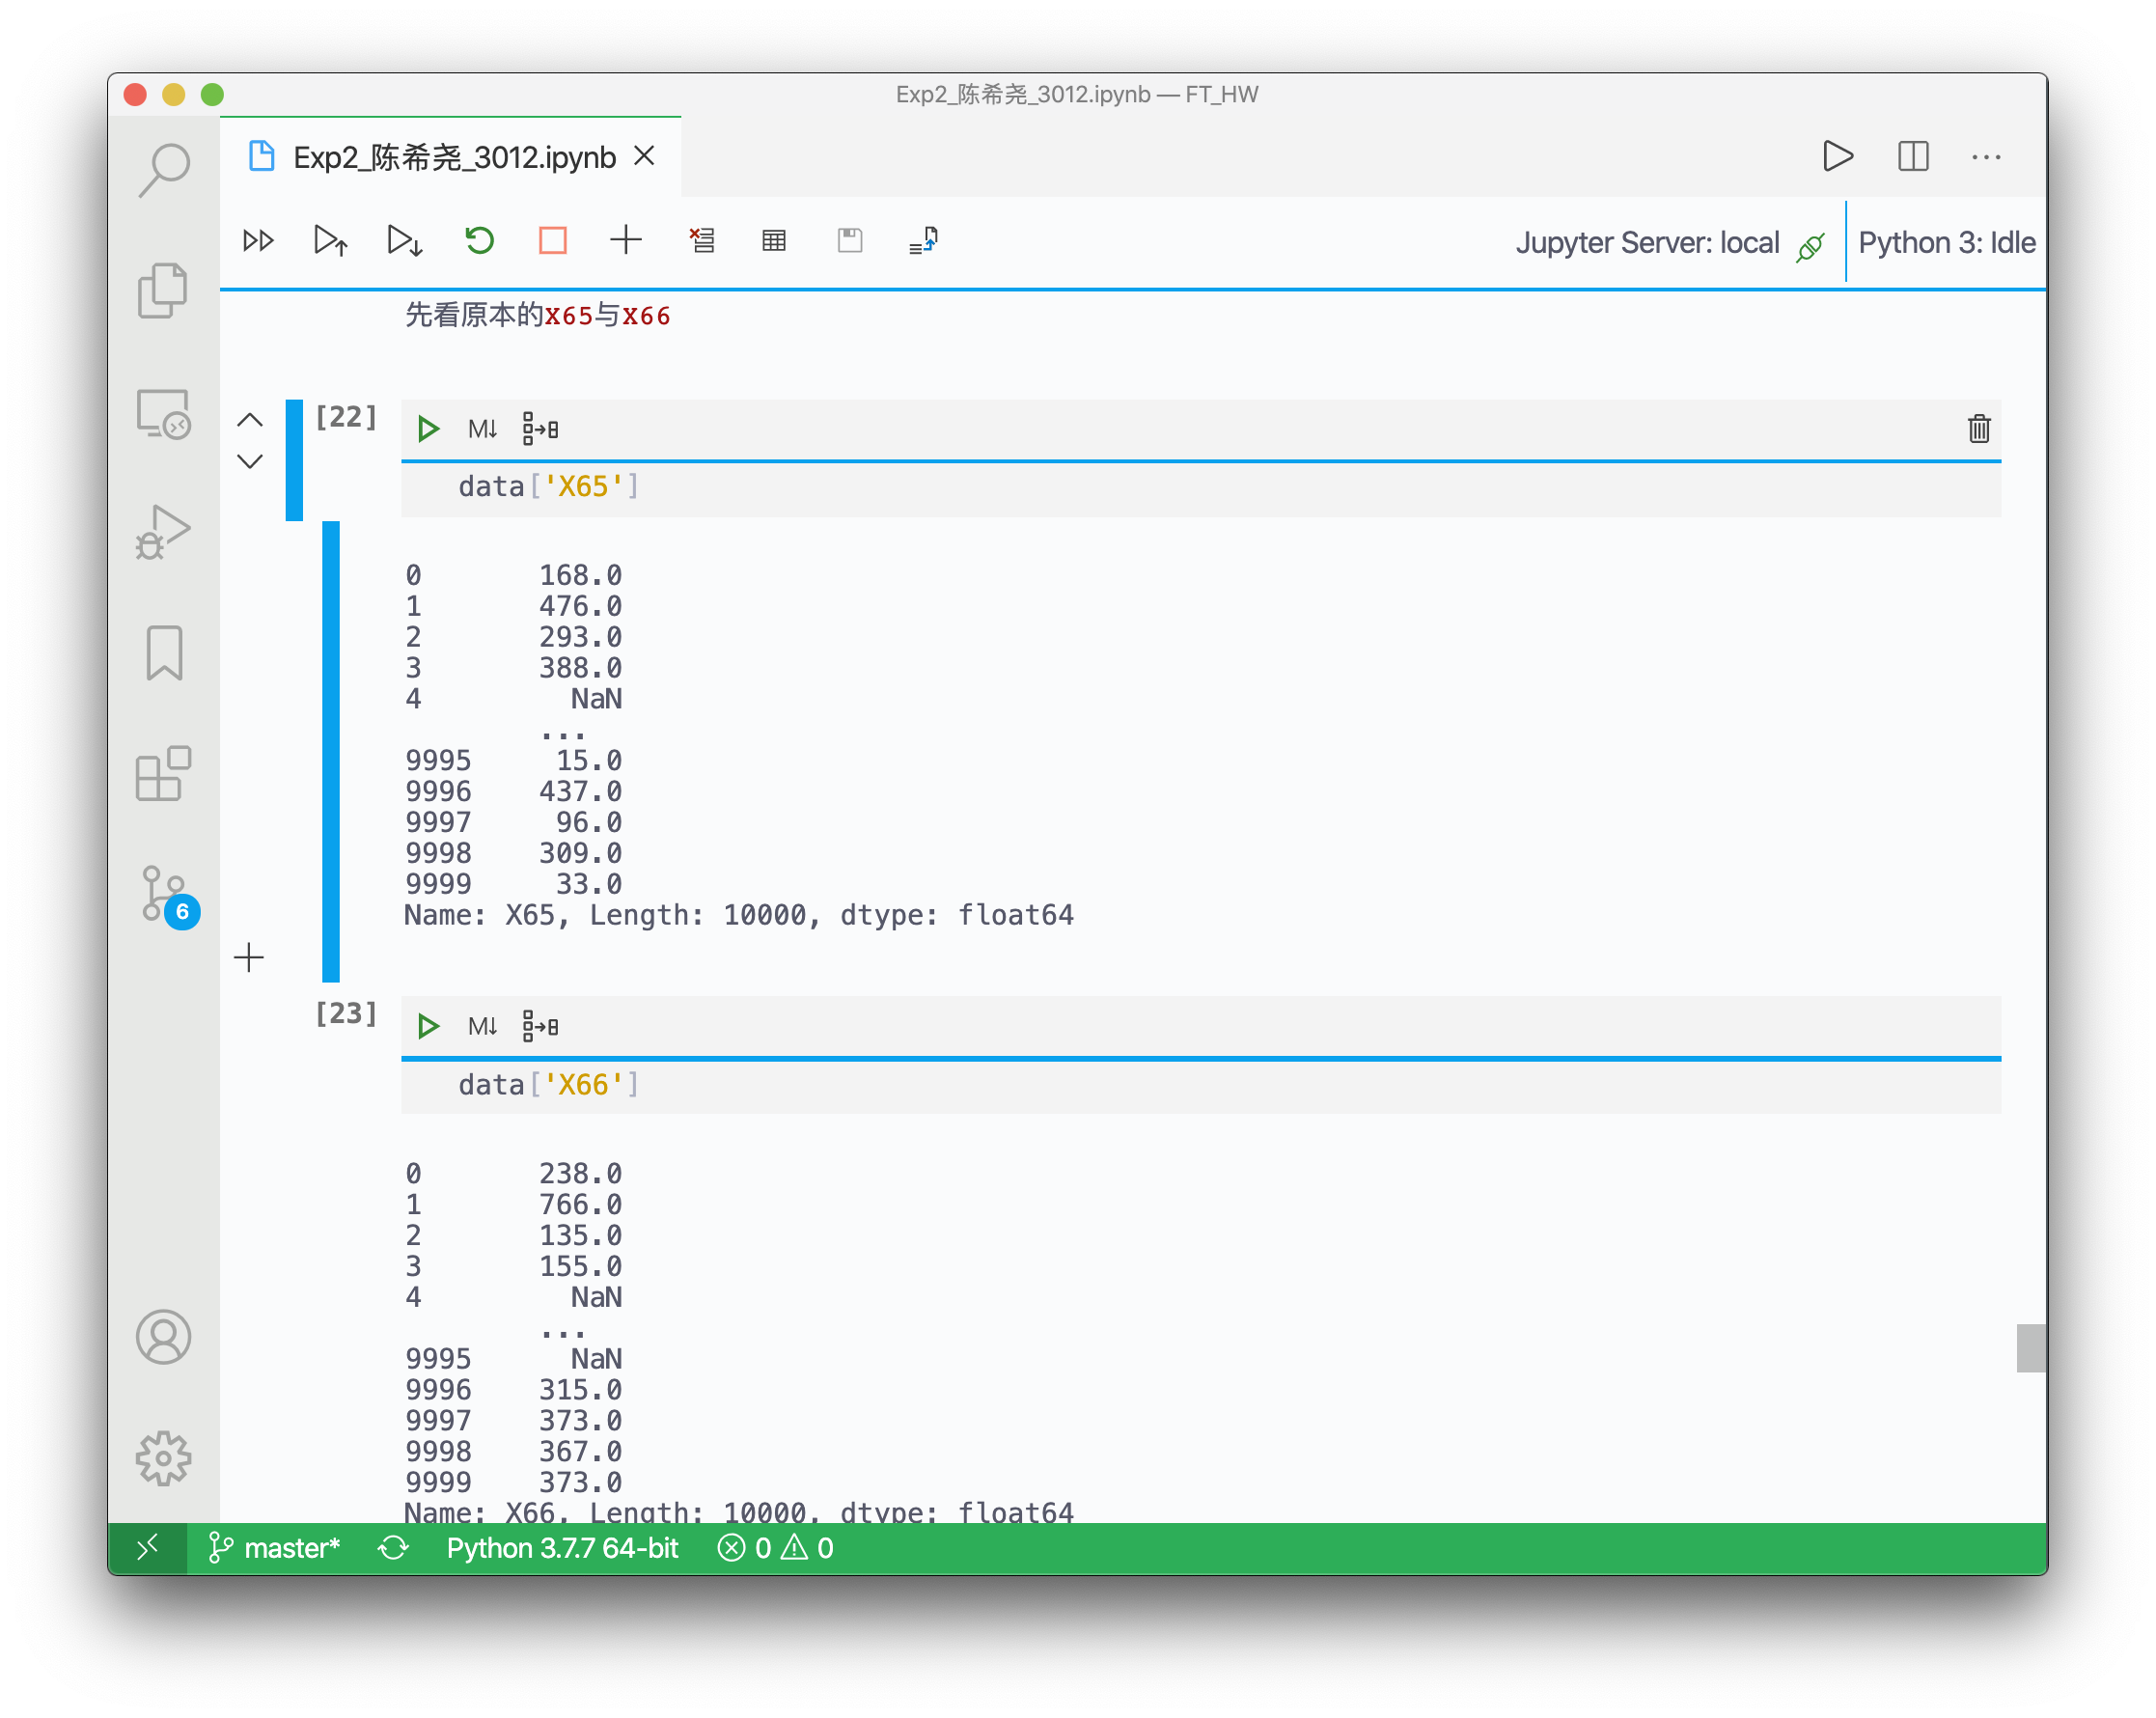 Exp2_陈希尧_3012.ipynb — FT_HW
Exp2_陈希尧_3012.ipynb
Jupyter Server: local
Python 3: Idle
先看原本的X65与X66
[22]
M↓
data['X65']
0       168.0
1       476.0
2       293.0
3       388.0
4         NaN
        ...
9995     15.0
9996    437.0
9997     96.0
9998    309.0
9999     33.0
Name: X65, Length: 10000, dtype: float64
6
[23]
M↓
data['X66']
0       238.0
1       766.0
2       135.0
3       155.0
4         NaN
        ...
9995      NaN
9996    315.0
9997    373.0
9998    367.0
9999    373.0
Name: X66, Length: 10000, dtype: float64
master*
Python 3.7.7 64-bit
0
0